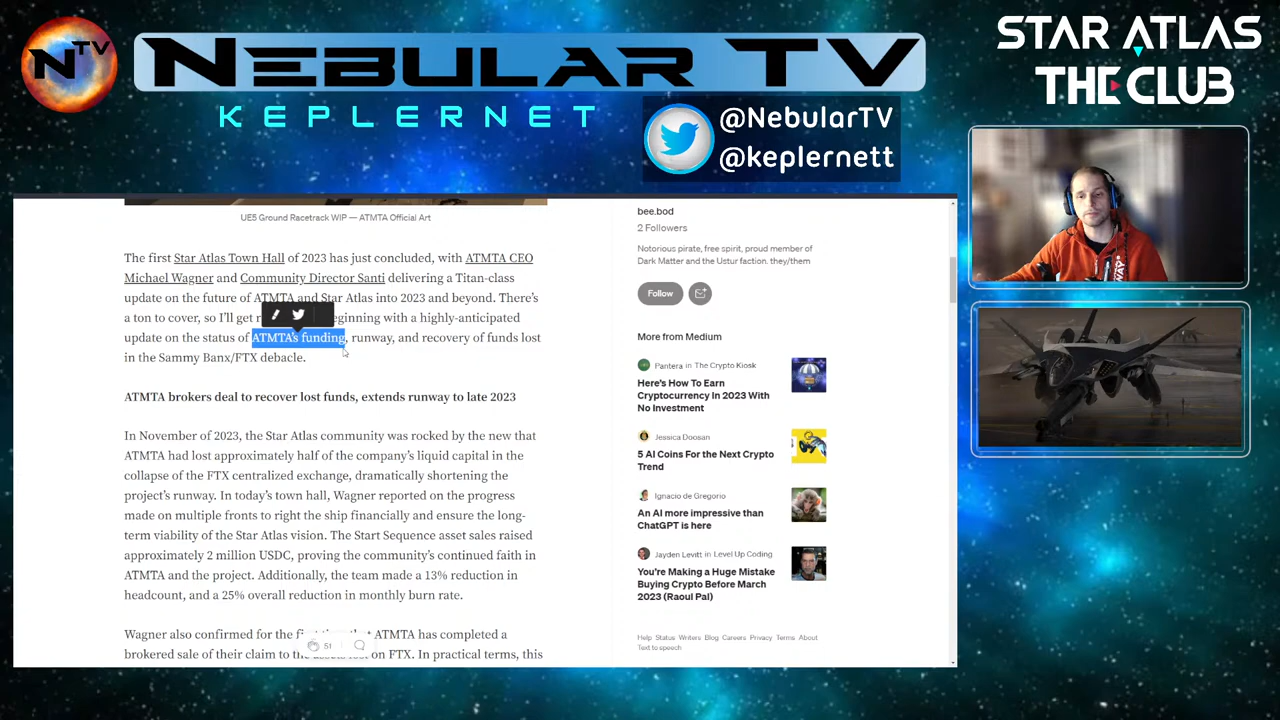 NTV
NEBULAR TV
KEPLERNET
@NebularTV
@keplernett
STAR ATLAS
THE CLUB
UE5 Ground Racetrack WIP — ATMTA Official Art
The first Star Atlas Town Hall of 2023 has just concluded, with ATMTA CEO
Michael Wagner and Community Director Santi delivering a Titan-class
update on the future of ATMTA and Star Atlas into 2023 and beyond. There's
a ton to cover, so I'll get eginning with a highly-anticipated
update on the status of ATMTA's funding, runway, and recovery of funds lost
in the Sammy Banx/FTX debacle.
ATMTA brokers deal to recover lost funds, extends runway to late 2023
In November of 2023, the Star Atlas community was rocked by the new that
ATMTA had lost approximately half of the company's liquid capital in the
collapse of the FTX centralized exchange, dramatically shortening the
project's runway. In today's town hall, Wagner reported on the progress
made on multiple fronts to right the ship financially and ensure the long-
term viability of the Star Atlas vision. The Start Sequence asset sales raised
approximately 2 million USDC, proving the community's continued faith in
ATMTA and the project. Additionally, the team made a 13% reduction in
headcount, and a 25% overall reduction in monthly burn rate.
Wagner also confirmed for the ATMTA has completed a
brokered sale of their claim to the assets lost on FTX. In practical terms, this
51
bee.bod
2 Followers
Notorious pirate, free spirit, proud member of
Dark Matter and the Ustur faction. they/them
Follow
More from Medium
Pantera in The Crypto Kiosk
Here's How To Earn
Cryptocurrency In 2023 With
No Investment
Jessica Doosan
5 AI Coins For the Next Crypto
Trend
Ignacio de Gregorio
An AI more impressive than
ChatGPT is here
Jayden Levitt in Level Up Coding
You're Making a Huge Mistake
Buying Crypto Before March
2023 (Raoul Pal)
Help Status Writers Blog Careers Privacy Terms About
Text to speech